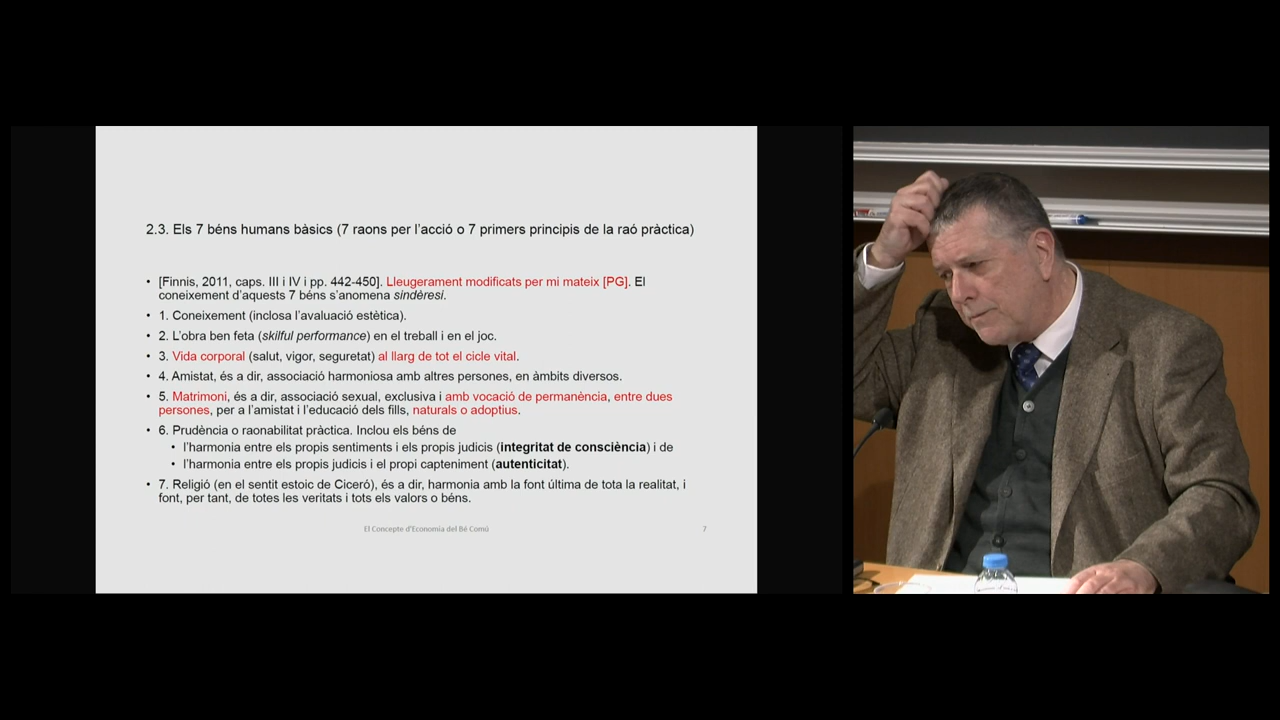 2.3. Els 7 béns humans bàsics (7 raons per l’acció o 7 primers principis de la raó pràctica)
• [Finnis, 2011, caps. III i IV i pp. 442-450]. Lleugerament modificats per mi mateix [PG]. El
coneixement d’aquests 7 béns s’anomena sindèresi.
• 1. Coneixement (inclosa l’avaluació estètica).
• 2. L’obra ben feta (skilful performance) en el treball i en el joc.
• 3. Vida corporal (salut, vigor, seguretat) al llarg de tot el cicle vital.
• 4. Amistat, és a dir, associació harmoniosa amb altres persones, en àmbits diversos.
• 5. Matrimoni, és a dir, associació sexual, exclusiva i amb vocació de permanència, entre dues
persones, per a l’amistat i l’educació dels fills, naturals o adoptius.
• 6. Prudència o raonabilitat pràctica. Inclou els béns de
• l’harmonia entre els propis sentiments i els propis judicis (integritat de consciència) i de
• l’harmonia entre els propis judicis i el propi capteniment (autenticitat).
• 7. Religió (en el sentit estoic de Ciceró), és a dir, harmonia amb la font última de tota la realitat, i
font, per tant, de totes les veritats i tots els valors o béns.
El Concepte d’Economia del Bé Comú 7